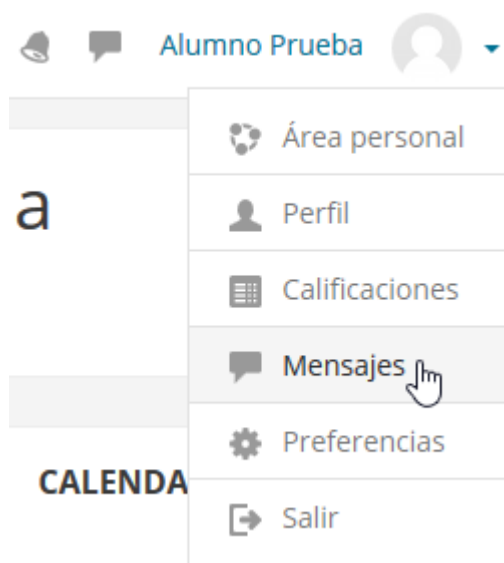 Alumno Prueba
Área personal
a
Perfil
Calificaciones
Mensajes
Preferencias
CALENDA
Salir